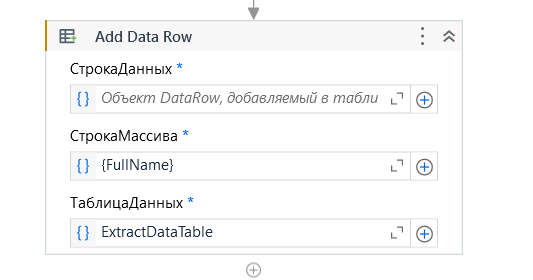 Add Data Row
СтрокаДанных *
Объект DataRow, добавляемый в табли
СтрокаМассива *
{FullName}
ТаблицаДанных *
ExtractDataTable